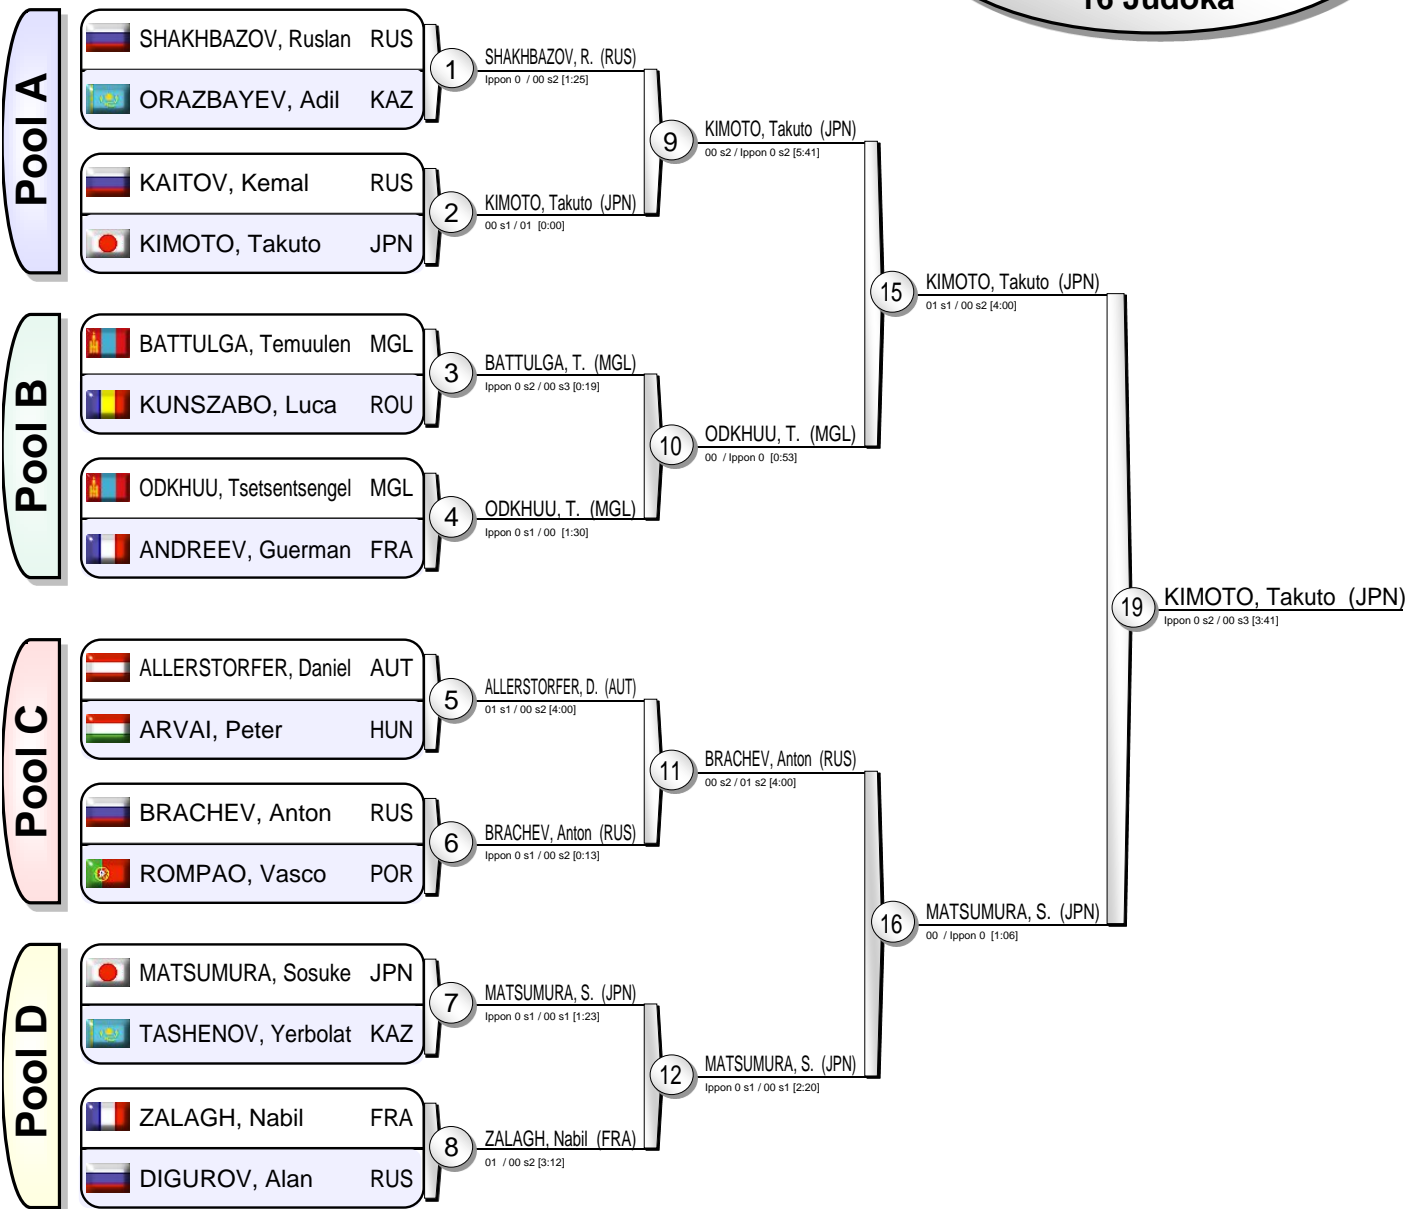 16 Judoka
Pool A
SHAKHBAZOV, Ruslan RUS
ORAZBAYEV, Adil KAZ
KAITOV, Kemal RUS
KIMOTO, Takuto JPN
1
SHAKHBAZOV, R. (RUS)
Ippon 0 / 00 s2 [1:25]
2
KIMOTO, Takuto (JPN)
00 s1 / 01 [0:00]
9
KIMOTO, Takuto (JPN)
00 s2 / Ippon 0 s2 [5:41]
Pool B
BATTULGA, Temuulen MGL
KUNSZABO, Luca ROU
ODKHUU, Tsetsentsengel MGL
ANDREEV, Guerman FRA
3
BATTULGA, T. (MGL)
Ippon 0 s2 / 00 s3 [0:19]
4
ODKHUU, T. (MGL)
Ippon 0 s1 / 00 [1:30]
10
ODKHUU, T. (MGL)
00 / Ippon 0 [0:53]
15
KIMOTO, Takuto (JPN)
01 s1 / 00 s2 [4:00]
Pool C
ALLERSTORFER, Daniel AUT
ARVAI, Peter HUN
BRACHEV, Anton RUS
ROMPAO, Vasco POR
5
ALLERSTORFER, D. (AUT)
01 s1 / 00 s2 [4:00]
6
BRACHEV, Anton (RUS)
Ippon 0 s1 / 00 s2 [0:13]
11
BRACHEV, Anton (RUS)
00 s2 / 01 s2 [4:00]
Pool D
MATSUMURA, Sosuke JPN
TASHENOV, Yerbolat KAZ
ZALAGH, Nabil FRA
DIGUROV, Alan RUS
7
MATSUMURA, S. (JPN)
Ippon 0 s1 / 00 s1 [1:23]
8
ZALAGH, Nabil (FRA)
01 / 00 s2 [3:12]
12
MATSUMURA, S. (JPN)
Ippon 0 s1 / 00 s1 [2:20]
16
MATSUMURA, S. (JPN)
00 / Ippon 0 [1:06]
19
KIMOTO, Takuto (JPN)
Ippon 0 s2 / 00 s3 [3:41]